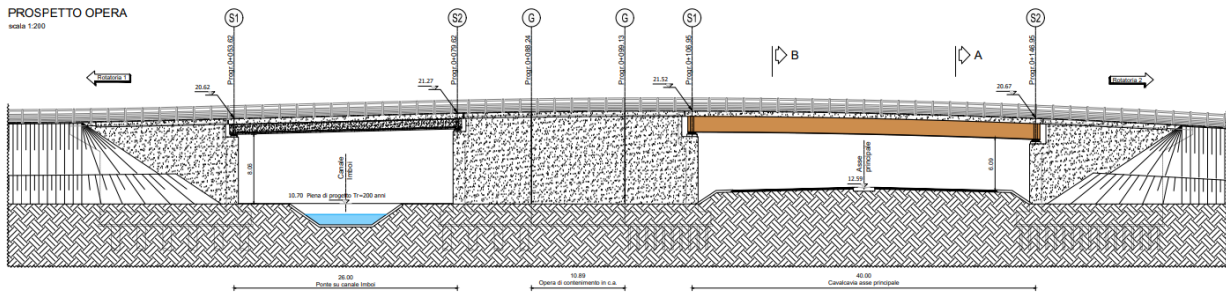 PROSPETTO OPERA
scala 1:200
S1
S2
G
G
S1
S2
Progr.0+053.62
Progr.0+079.62
Progr.0+088.24
Progr.0+099.13
Progr.0+106.95
Progr.0+146.95
B
A
Rotatoria 1
Rotatoria 2
20.62
21.27
21.52
20.67
8.05
Canale
Imboi
10.70 Piena di progetto Tr=200 anni
Asse
principale
12.59
6.09
26.00
Ponte su canale Imboi
10.89
Opera di contenimento in c.a.
40.00
Cavalcavia asse principale